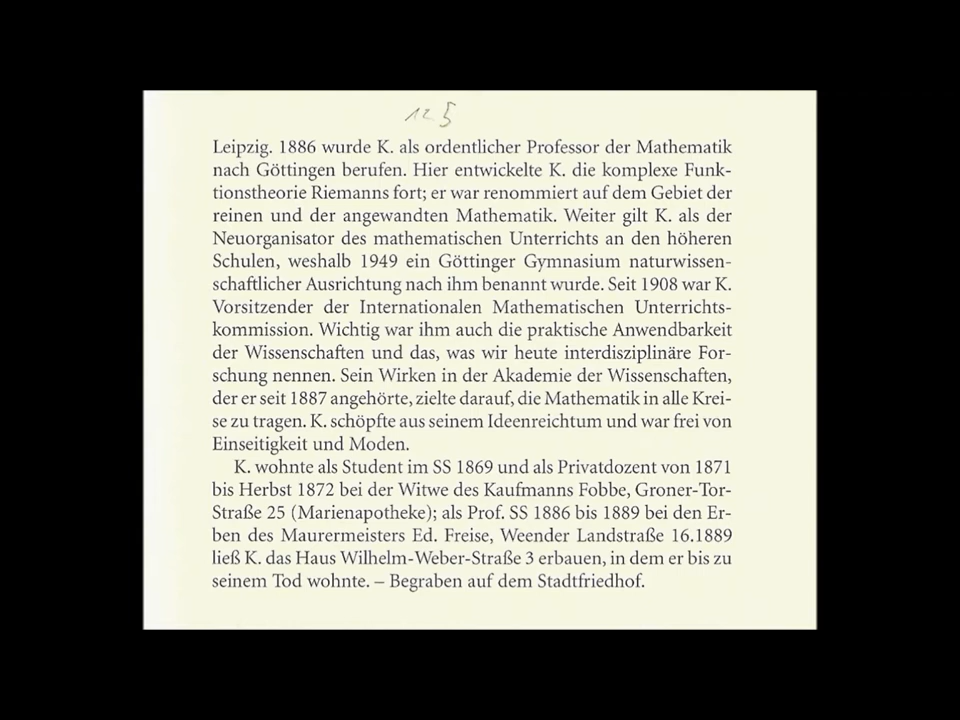 125
Leipzig. 1886 wurde K. als ordentlicher Professor der Mathematik
nach Göttingen berufen. Hier entwickelte K. die komplexe Funk-
tionstheorie Riemanns fort; er war renommiert auf dem Gebiet der
reinen und der angewandten Mathematik. Weiter gilt K. als der
Neuorganisator des mathematischen Unterrichts an den höheren
Schulen, weshalb 1949 ein Göttinger Gymnasium naturwissen-
schaftlicher Ausrichtung nach ihm benannt wurde. Seit 1908 war K.
Vorsitzender der Internationalen Mathematischen Unterrichts-
kommission. Wichtig war ihm auch die praktische Anwendbarkeit
der Wissenschaften und das, was wir heute interdisziplinäre For-
schung nennen. Sein Wirken in der Akademie der Wissenschaften,
der er seit 1887 angehörte, zielte darauf, die Mathematik in alle Krei-
se zu tragen. K. schöpfte aus seinem Ideenreichtum und war frei von
Einseitigkeit und Moden.
K. wohnte als Student im SS 1869 und als Privatdozent von 1871
bis Herbst 1872 bei der Witwe des Kaufmanns Fobbe, Groner-Tor-
Straße 25 (Marienapotheke); als Prof. SS 1886 bis 1889 bei den Er-
ben des Maurermeisters Ed. Freise, Weender Landstraße 16.1889
ließ K. das Haus Wilhelm-Weber-Straße 3 erbauen, in dem er bis zu
seinem Tod wohnte. – Begraben auf dem Stadtfriedhof.